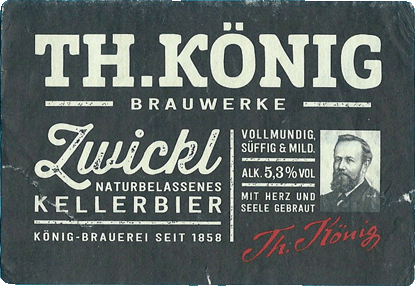 TH.KÖNIG
BRAUWERKE
Zwickl
NATURBELASSENES
KELLERBIER
KÖNIG-BRAUEREI SEIT 1858
VOLLMUNDIG,
SÜFFIG & MILD.
ALK. 5,3% VOL
MIT HERZ UND
SEELE GEBRAUT
Th. König